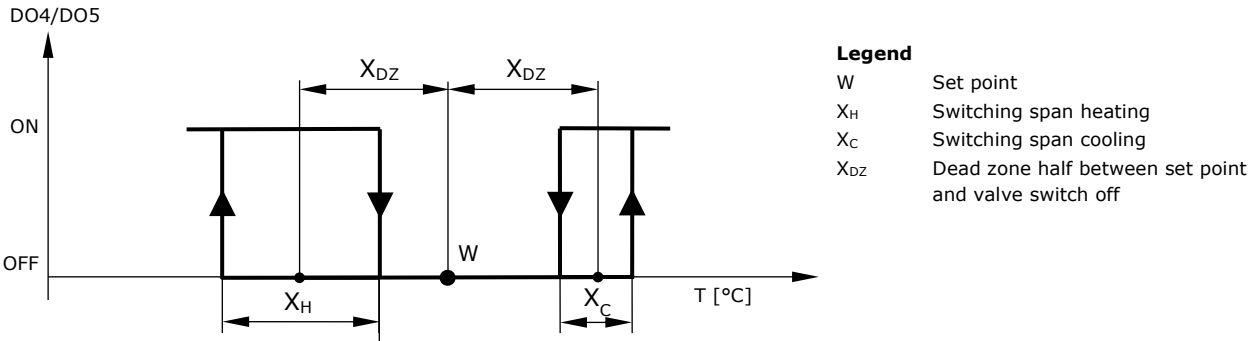 DO4/DO5
X_DZ X_DZ
ON
OFF
W
X_H
X_C
T [°C]
Legend
W Set point
X_H Switching span heating
X_C Switching span cooling
X_DZ Dead zone half between set point
and valve switch off